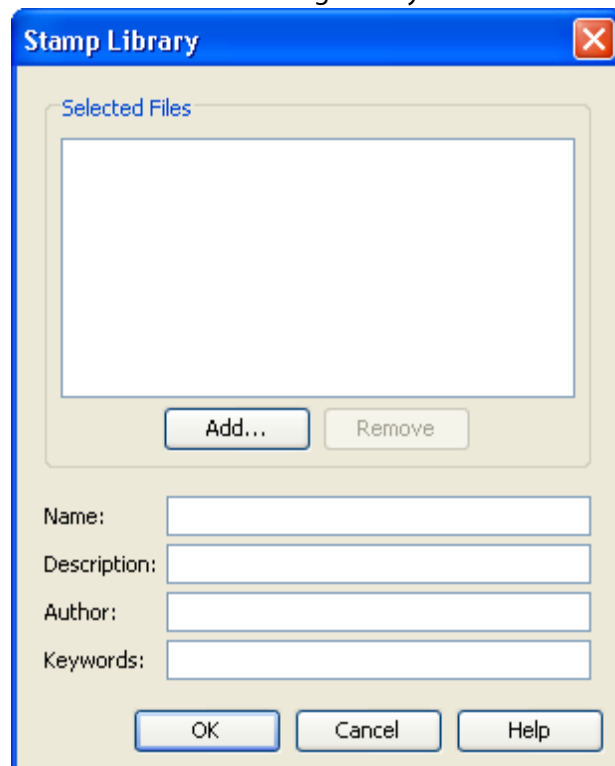 Stamp Library
Selected Files
Add... Remove
Name:
Description:
Author:
Keywords:
OK Cancel Help